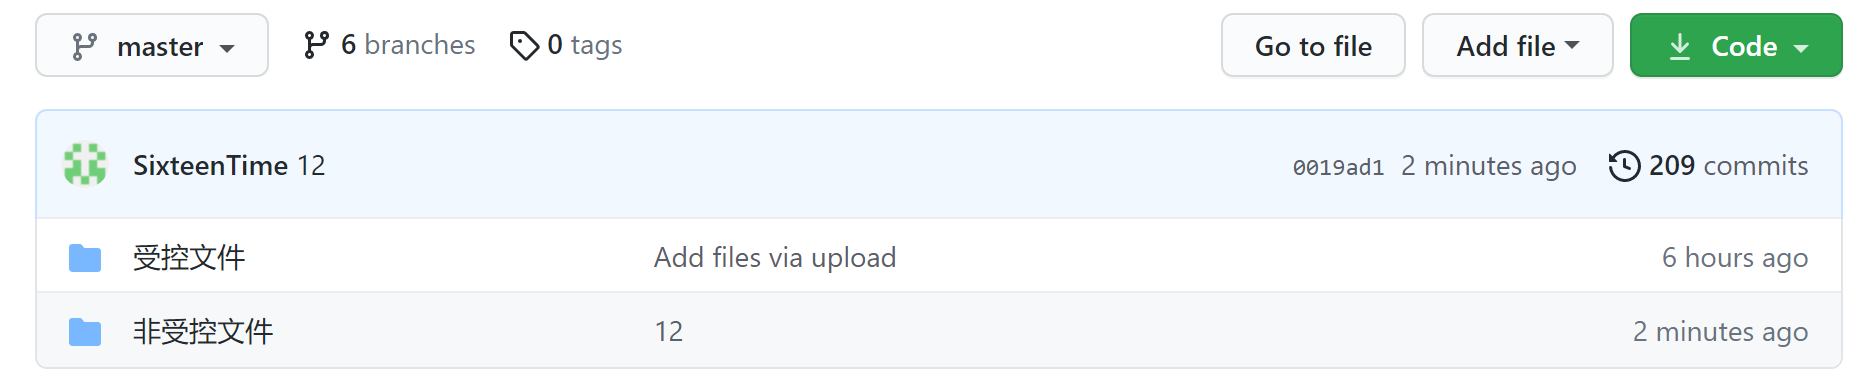 master 6 branches 0 tags Go to file Add file Code
SixteenTime 12 0019ad1 2 minutes ago 209 commits
受控文件 Add files via upload 6 hours ago
非受控文件 12 2 minutes ago